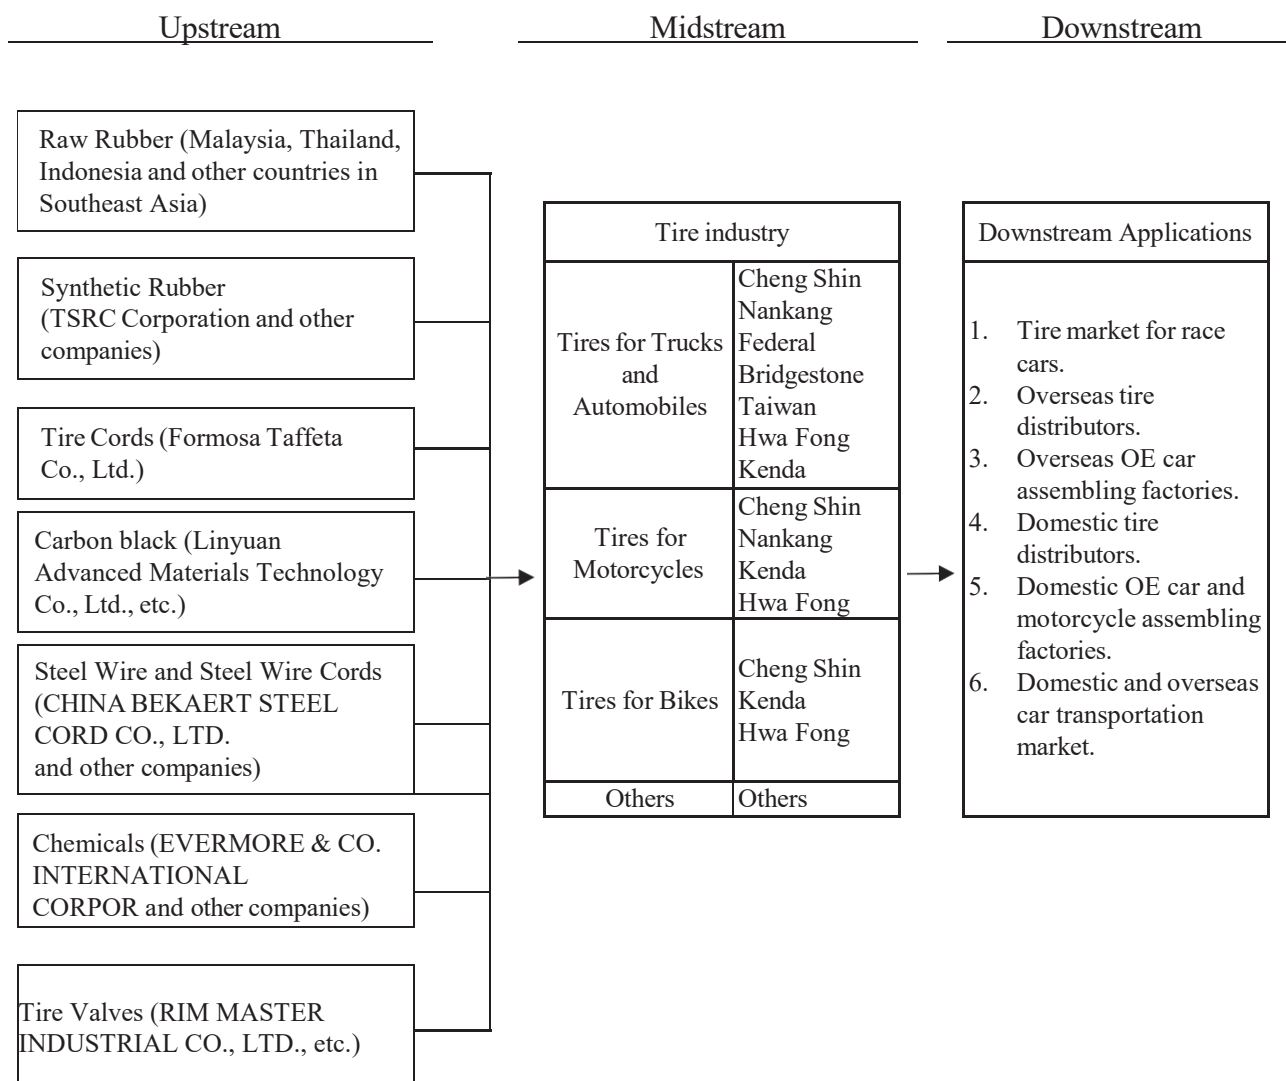 Upstream
Midstream
Downstream
Raw Rubber (Malaysia, Thailand,
Indonesia and other countries in
Southeast Asia)
Synthetic Rubber
(TSRC Corporation and other
companies)
Tire Cords (Formosa Taffeta
Co., Ltd.)
Carbon black (Linyuan
Advanced Materials Technology
Co., Ltd., etc.)
Steel Wire and Steel Wire Cords
(CHINA BEKAERT STEEL
CORD CO., LTD.
and other companies)
Chemicals (EVERMORE & CO.
INTERNATIONAL
CORPOR and other companies)
Tire Valves (RIM MASTER
INDUSTRIAL CO., LTD., etc.)
Tire industry
Tires for Trucks
and
Automobiles
Cheng Shin
Nankang
Federal
Bridgestone
Taiwan
Hwa Fong
Kenda
Tires for
Motorcycles
Cheng Shin
Nankang
Kenda
Hwa Fong
Tires for Bikes
Cheng Shin
Kenda
Hwa Fong
Others
Others
Downstream Applications
1. Tire market for race
cars.
2. Overseas tire
distributors.
3. Overseas OE car
assembling factories.
4. Domestic tire
distributors.
5. Domestic OE car and
motorcycle assembling
factories.
6. Domestic and overseas
car transportation
market.